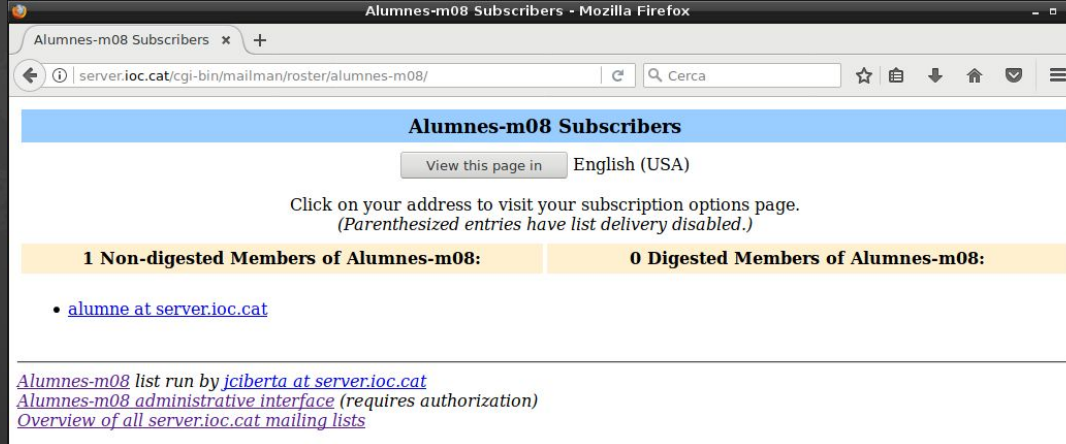 Alumnes-m08 Subscribers - Mozilla Firefox
Alumnes-m08 Subscribers
server.ioc.cat/cgi-bin/mailman/roster/alumnes-m08/
Cerca
Alumnes-m08 Subscribers
View this page in English (USA)
Click on your address to visit your subscription options page.
(Parenthesized entries have list delivery disabled.)
1 Non-digested Members of Alumnes-m08: 0 Digested Members of Alumnes-m08:
alumne at server.ioc.cat
Alumnes-m08 list run by jciberta at server.ioc.cat
Alumnes-m08 administrative interface (requires authorization)
Overview of all server.ioc.cat mailing lists